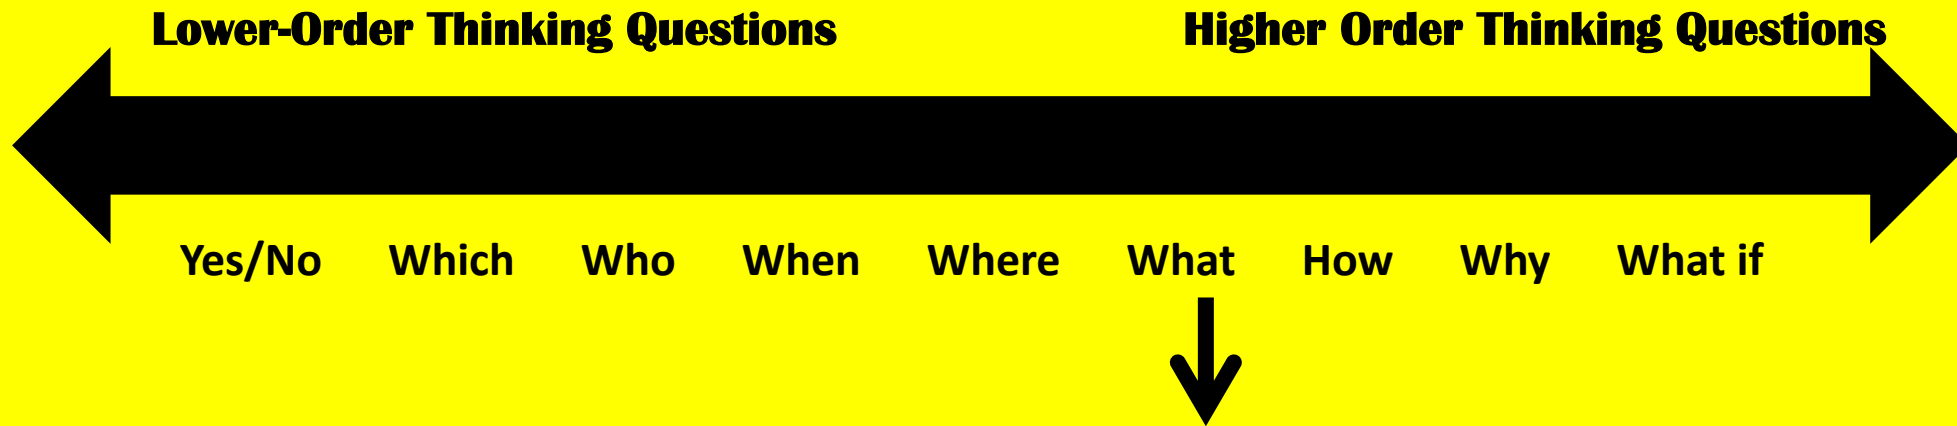 Lower-Order Thinking Questions Higher Order Thinking Questions
Yes/No Which Who When Where What How Why What if